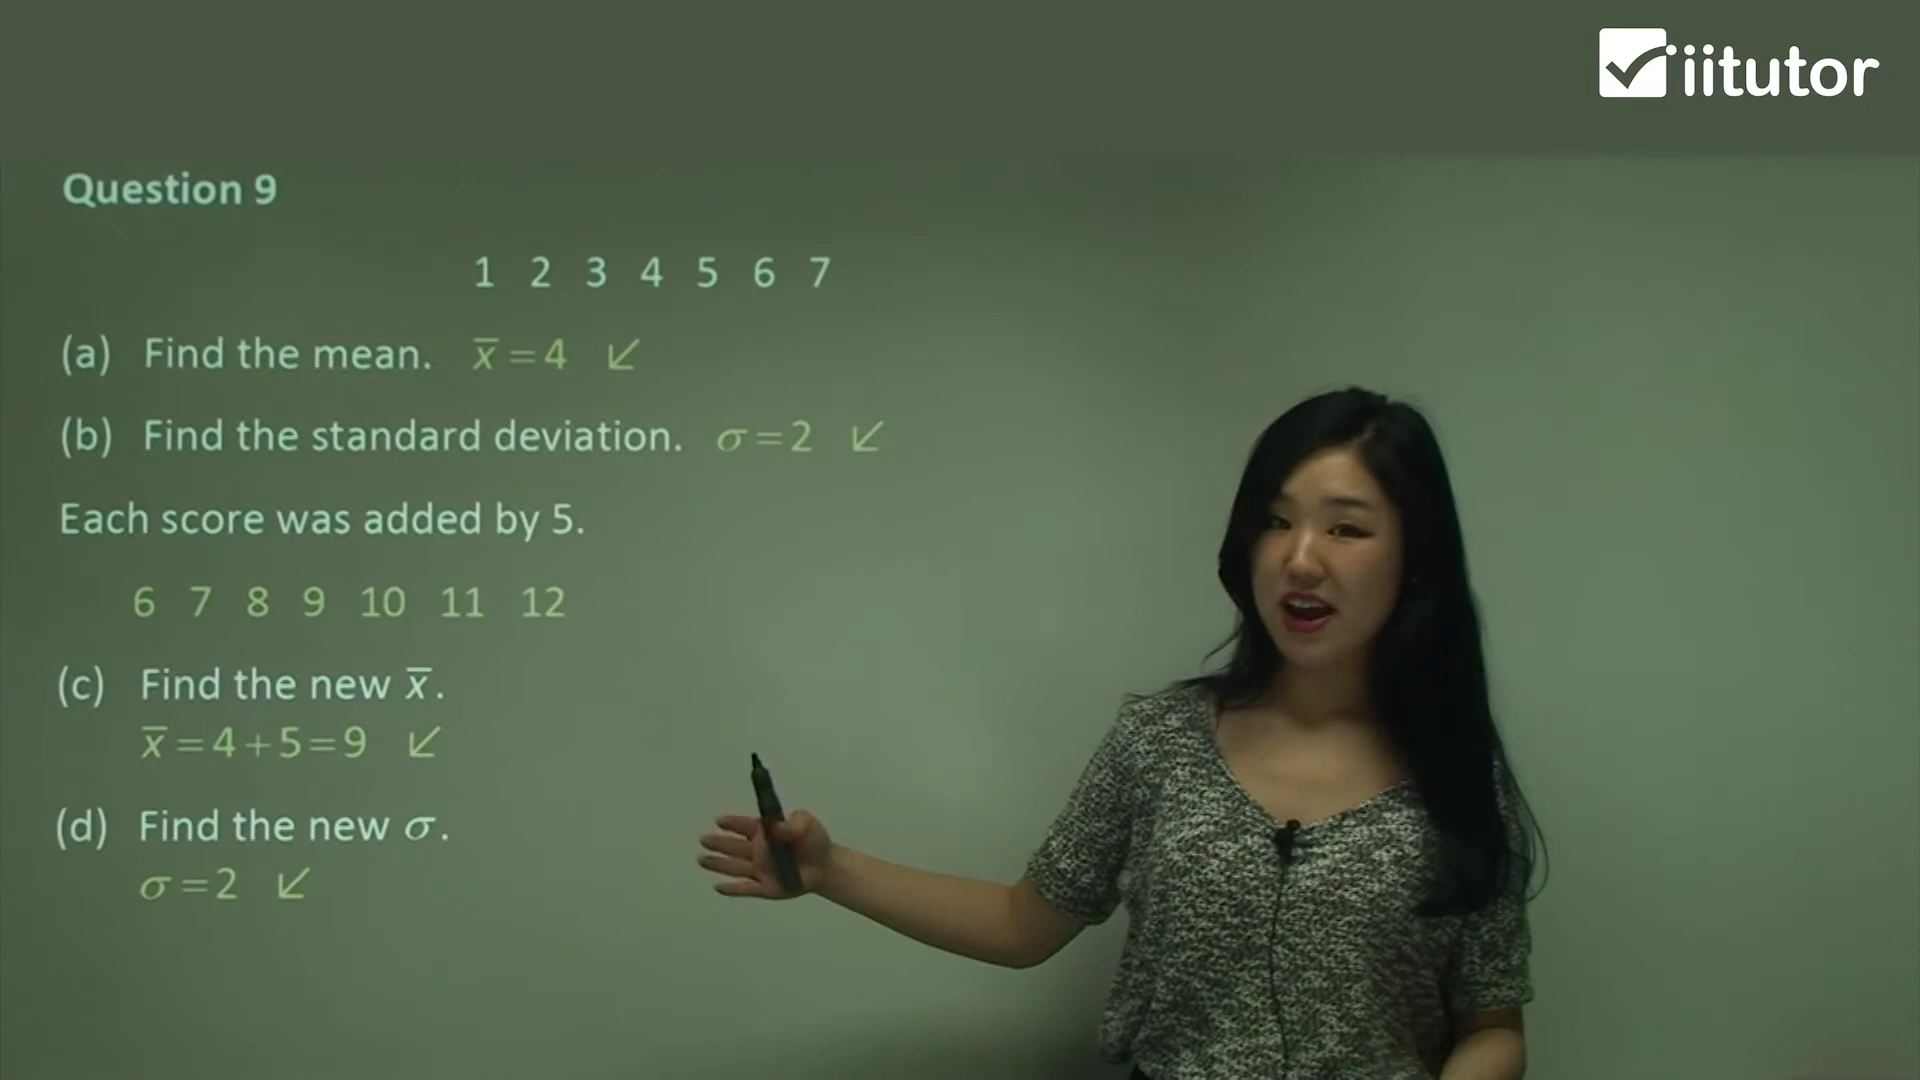 iitutor
Question 9
1 2 3 4 5 6 7
(a) Find the mean. x̅ = 4 ↙
(b) Find the standard deviation. σ = 2 ↙
Each score was added by 5.
6 7 8 9 10 11 12
(c) Find the new x̅.
x̅ = 4 + 5 = 9 ↙
(d) Find the new σ.
σ = 2 ↙